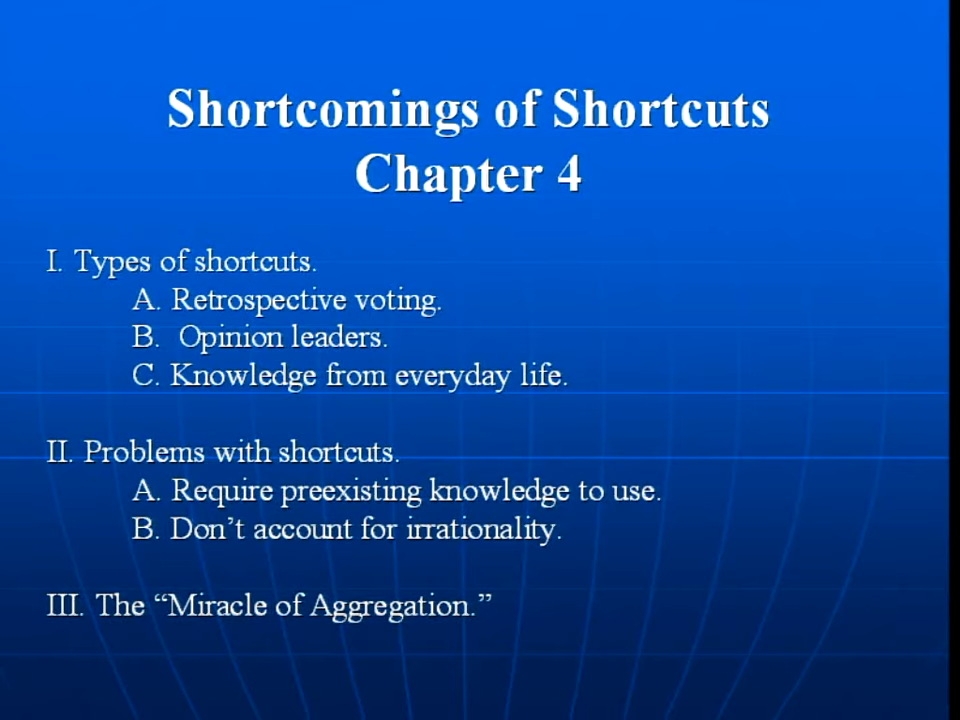 Shortcomings of Shortcuts
Chapter 4
I. Types of shortcuts.
A. Retrospective voting.
B. Opinion leaders.
C. Knowledge from everyday life.
II. Problems with shortcuts.
A. Require preexisting knowledge to use.
B. Don’t account for irrationality.
III. The “Miracle of Aggregation.”